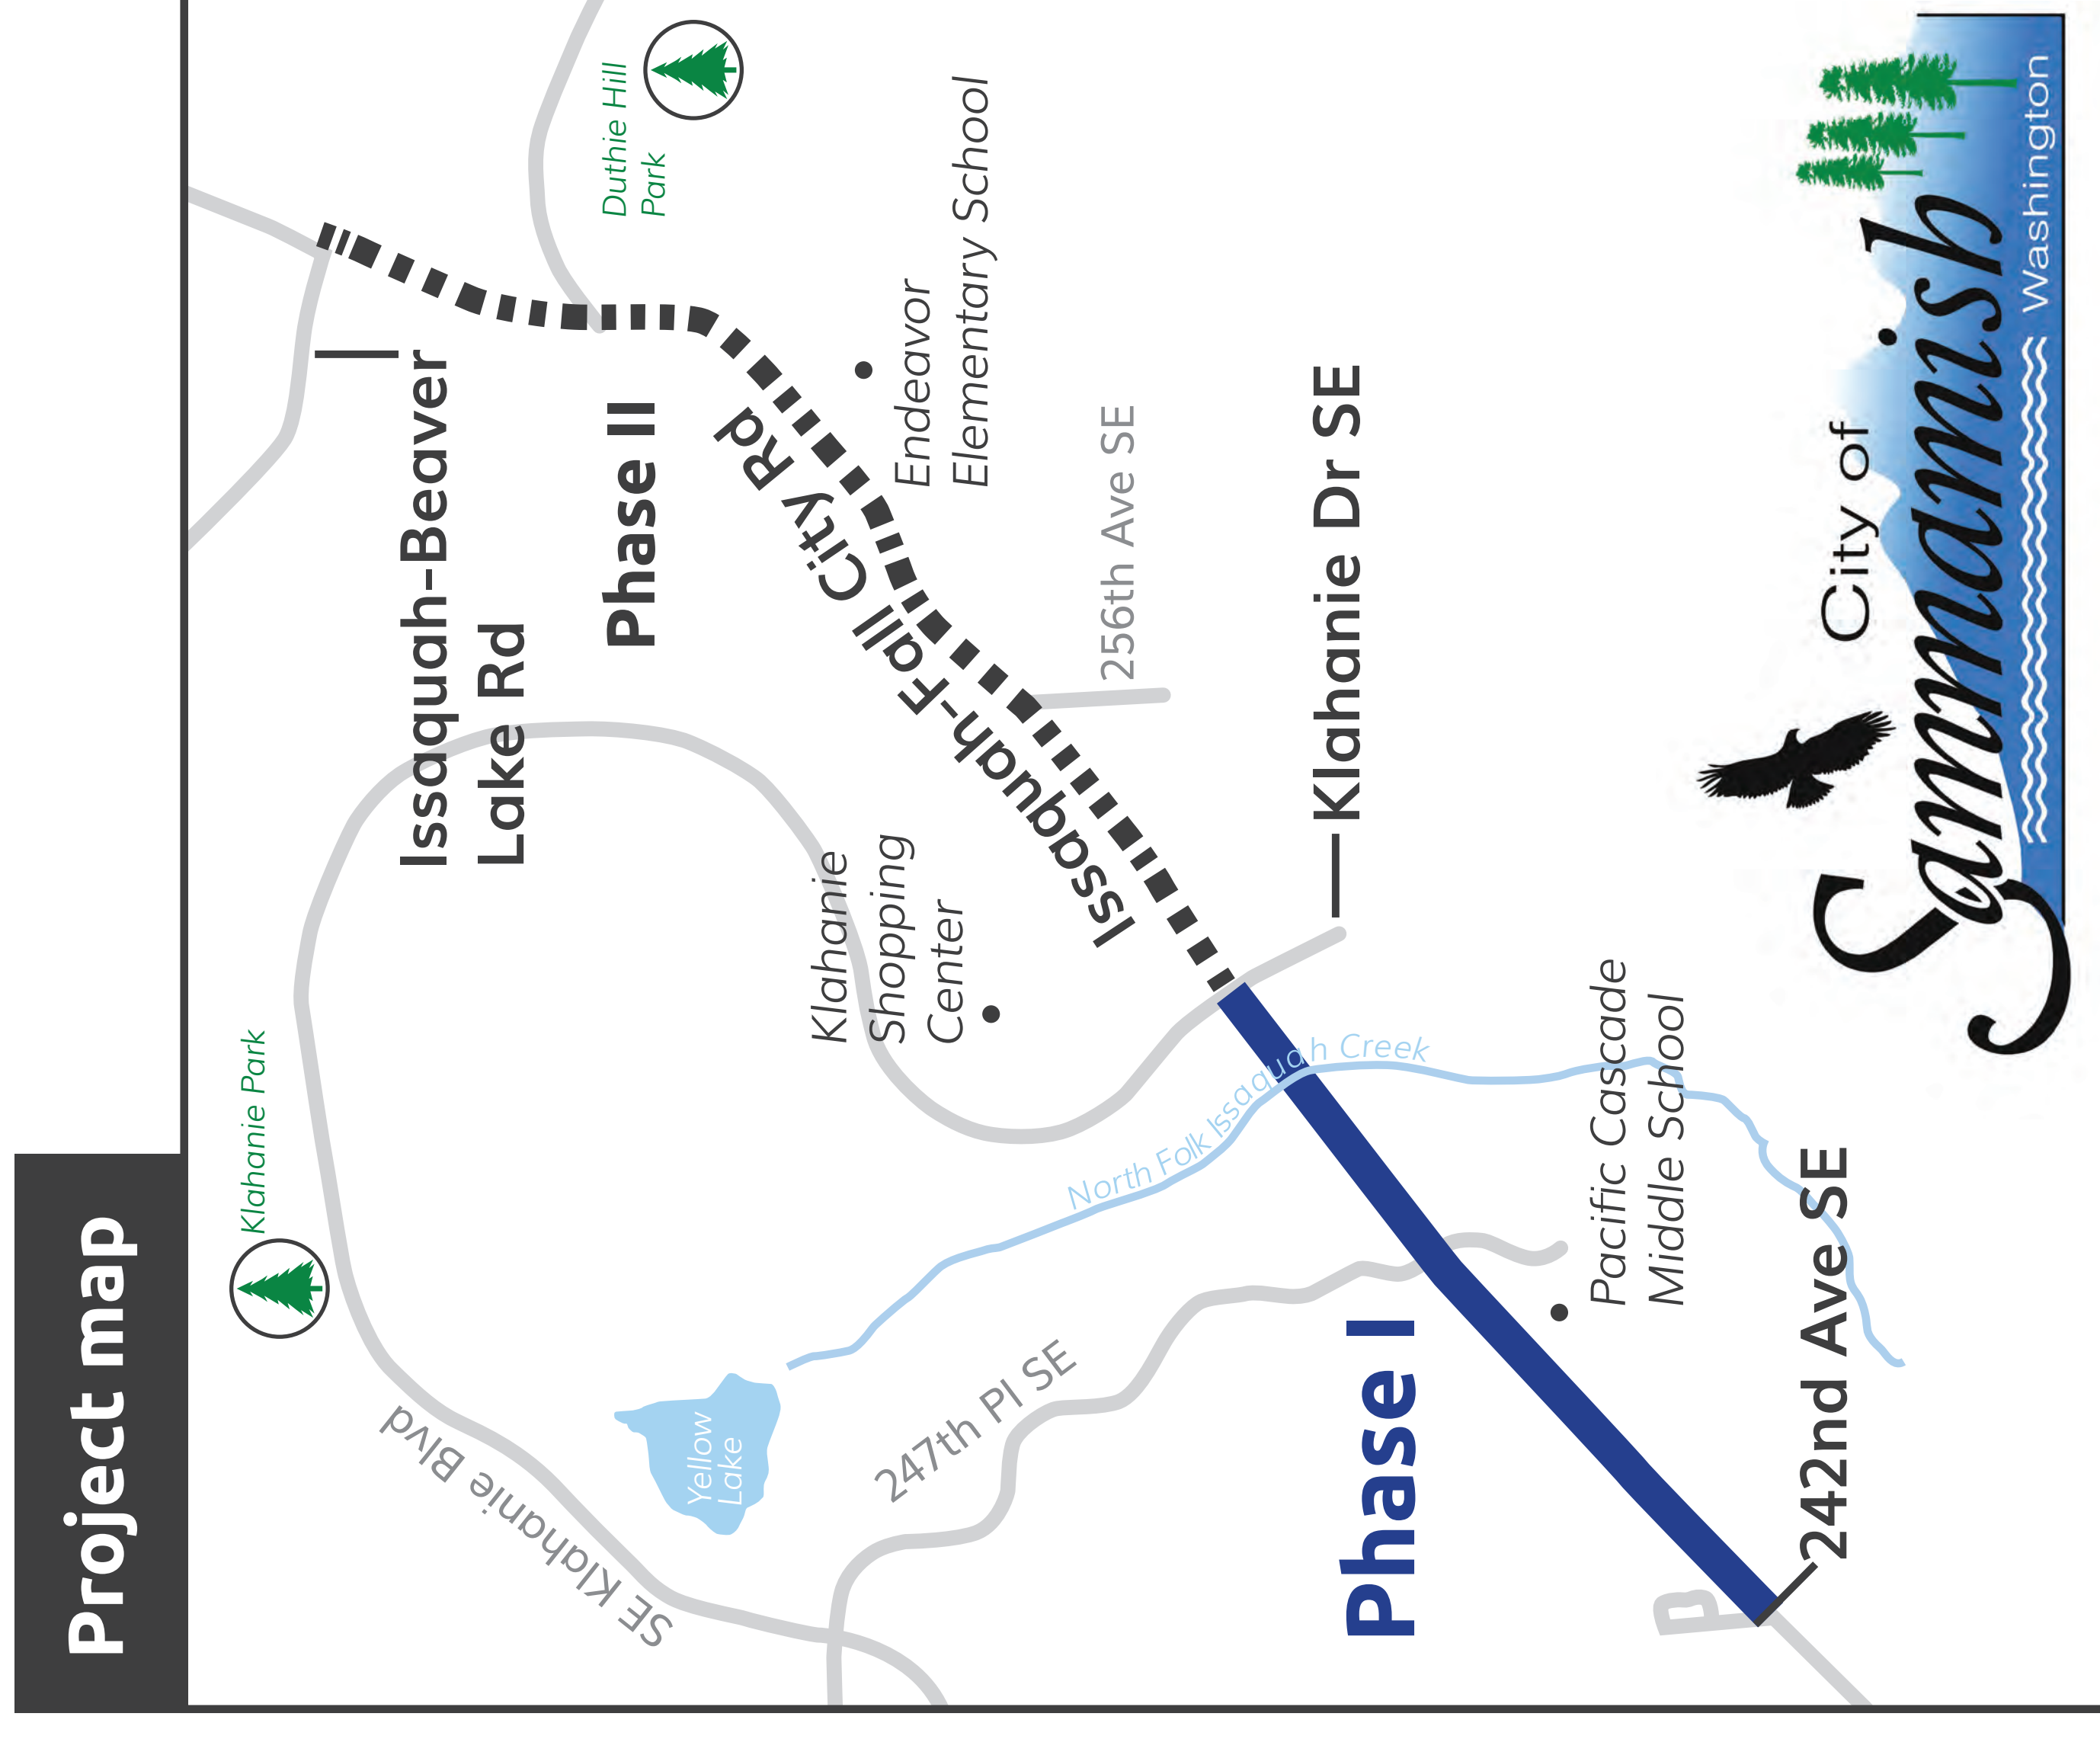 Project map
Klahanie Park
Duthie Hill
Park
Issaquah-Beaver
Lake Rd
Phase II
Endeavor
Elementary School
Issaquah-Fall City Rd
256th Ave SE
Klahanie
Shopping
Center
Klahanie Dr SE
SE Klahanie Blvd
Yellow
Lake
North Folk Issaquah Creek
247th Pl SE
Phase I
Pacific Cascade
Middle School
242nd Ave SE
City of
Sammamish
Washington